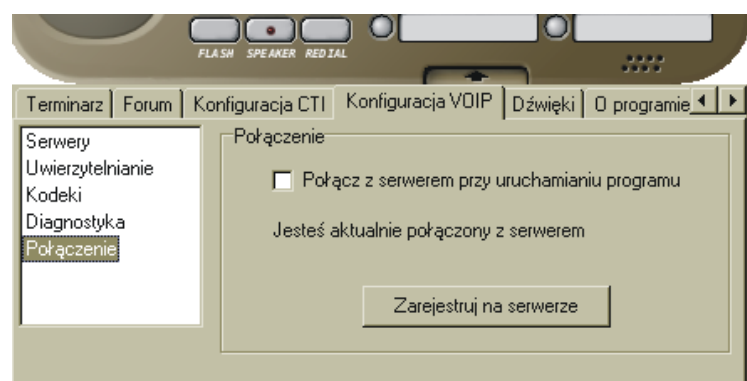 FLASH SPEAKER REDIAL
Terminarz Forum Konfiguracja CTI Konfiguracja VOIP Dźwięki O programie
Serwery
Uwierzytelnianie
Kodeki
Diagnostyka
Połączenie
Połączenie
Połącz z serwerem przy uruchamianiu programu
Jesteś aktualnie połączony z serwerem
Zarejestruj na serwerze